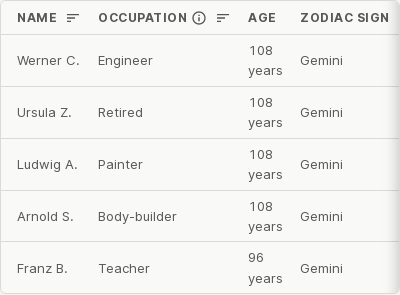 NAME OCCUPATION AGE ZODIAC SIGN
Werner C. Engineer 108 years Gemini
Ursula Z. Retired 108 years Gemini
Ludwig A. Painter 108 years Gemini
Arnold S. Body-builder 108 years Gemini
Franz B. Teacher 96 years Gemini